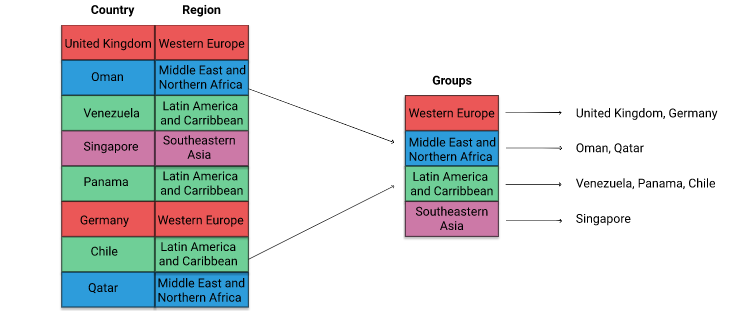 Country Region
United Kingdom Western Europe
Oman
Middle East and
Northern Africa
Venezuela
Latin America
and Carribbean
Singapore
Southeastern
Asia
Panama
Latin America
and Carribbean
Germany Western Europe
Chile
Latin America
and Caribbean
Qatar
Middle East and
Northern Africa
Groups
Western Europe
United Kingdom, Germany
Middle East and
Northern Africa
Oman, Qatar
Latin America
and Carribbean
Venezuela, Panama, Chile
Southeastern
Asia
Singapore